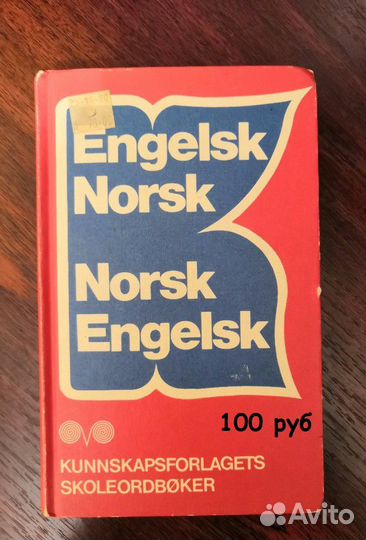 Engelsk
Norsk
Norsk
Engelsk
100 руб
KUNNSKAPSFORLAGETS
SKOLEORDBØKER
Avito